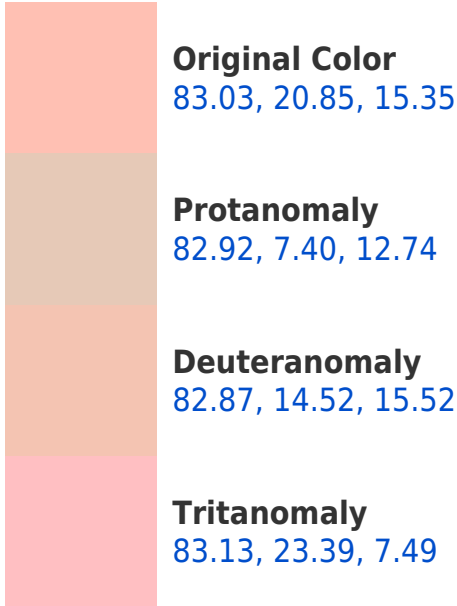 Original Color
83.03, 20.85, 15.35
Protanomaly
82.92, 7.40, 12.74
Deuteranomaly
82.87, 14.52, 15.52
Tritanomaly
83.13, 23.39, 7.49